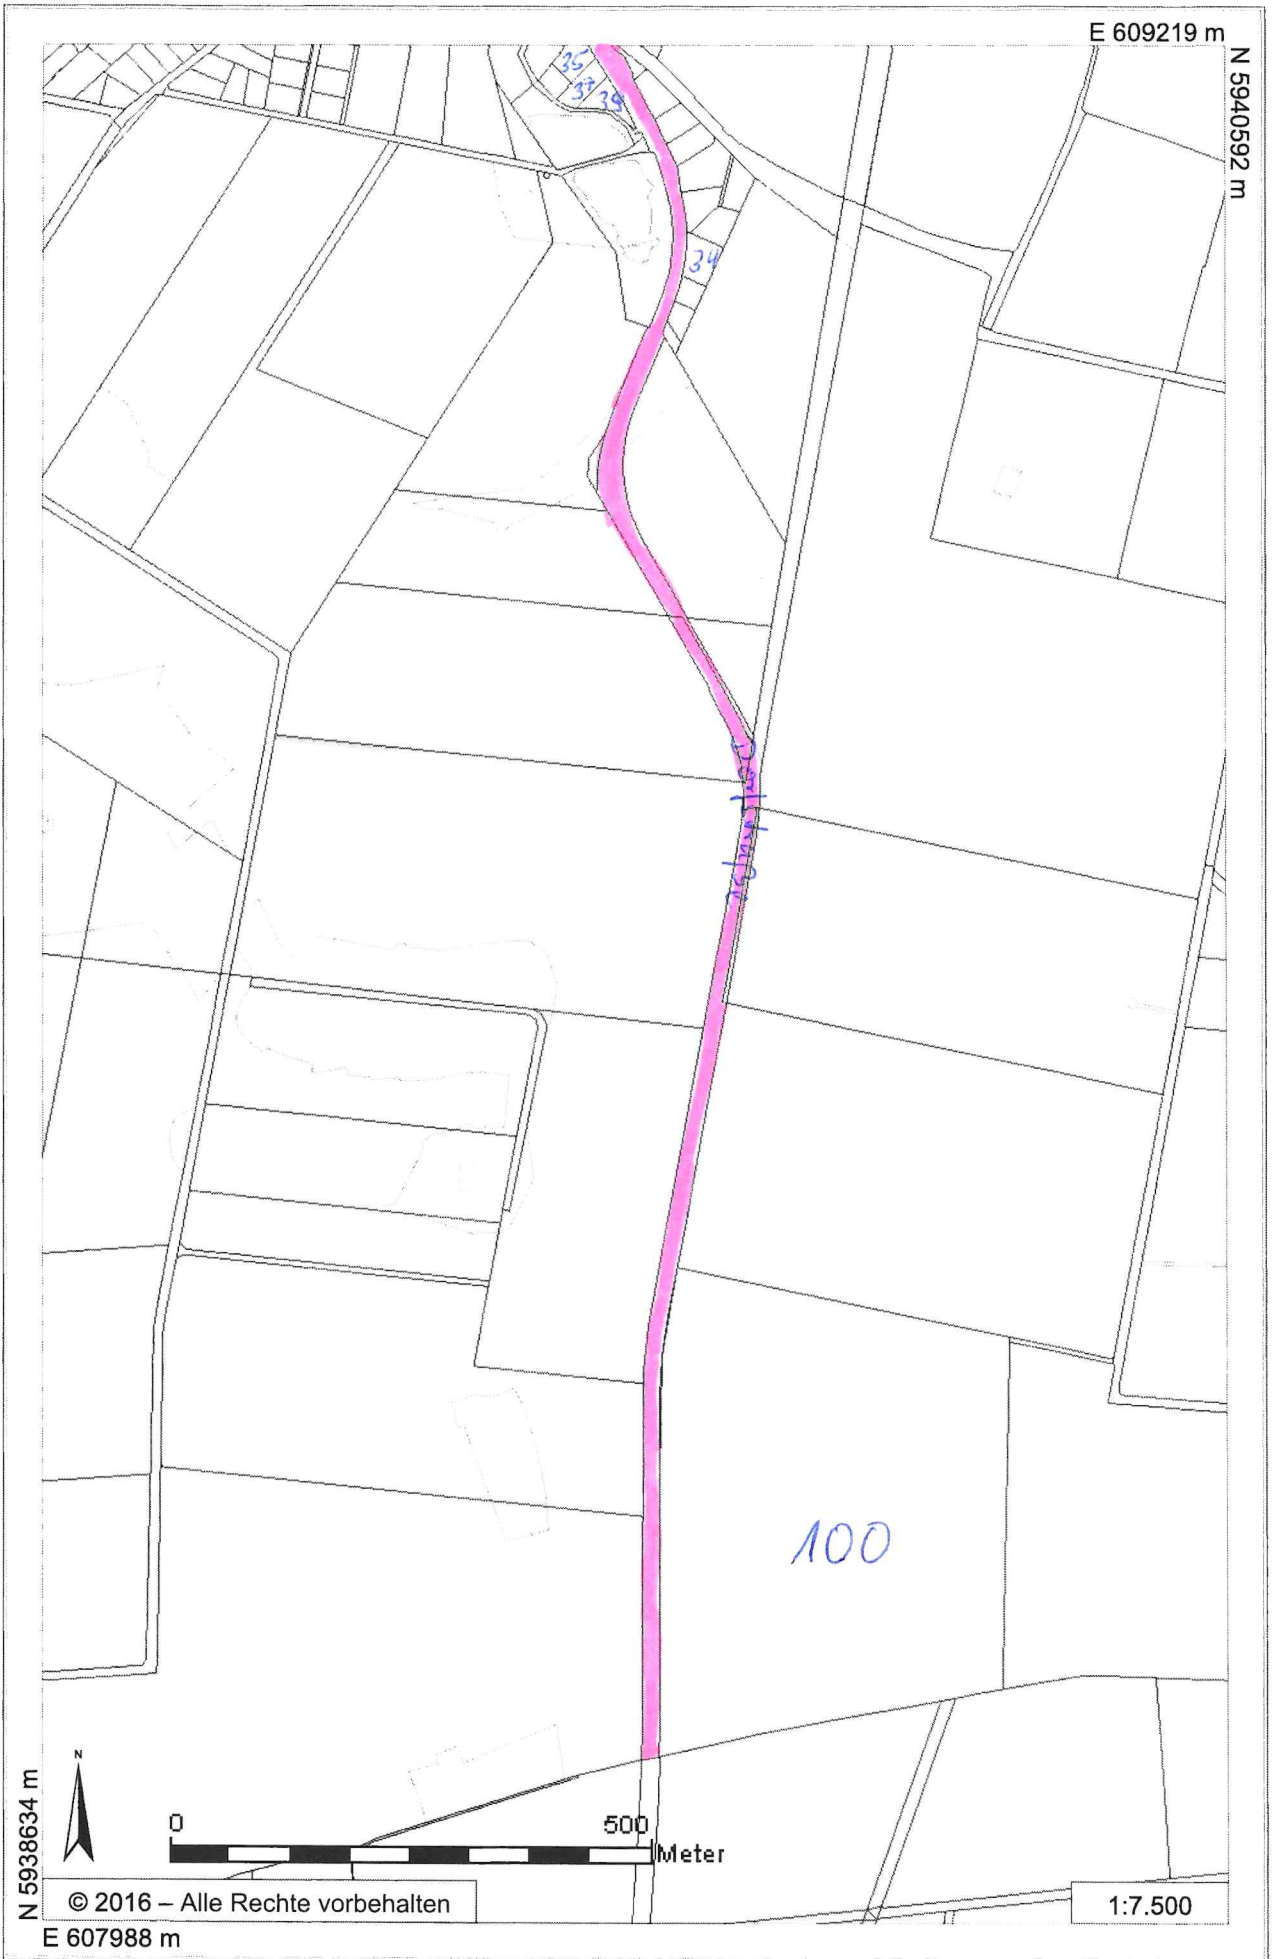 E 609219 m
N 5940592 m
35
37
39
34
100
N
0
500
Meter
N 5938634 m
© 2016 – Alle Rechte vorbehalten
1:7.500
E 607988 m